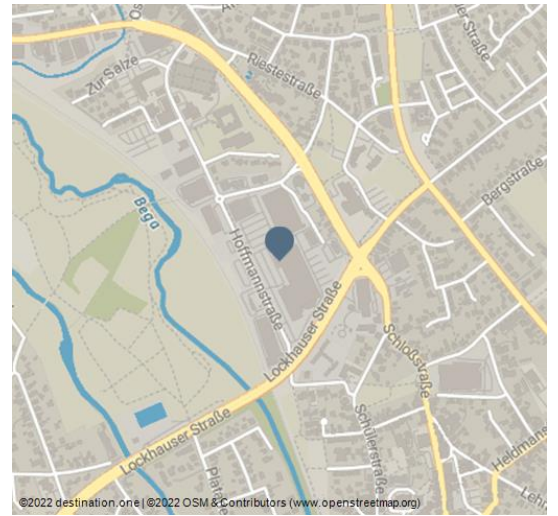 Zur Salze
Riestestraße
Bergstraße
Bega
Hoffmannstraße
Lockhauser Straße
Schloßstraße
Schülerstraße
Lockhauser Straße
©2022 destination.one | ©2022 OSM & Contributors (www.openstreetmap.org)